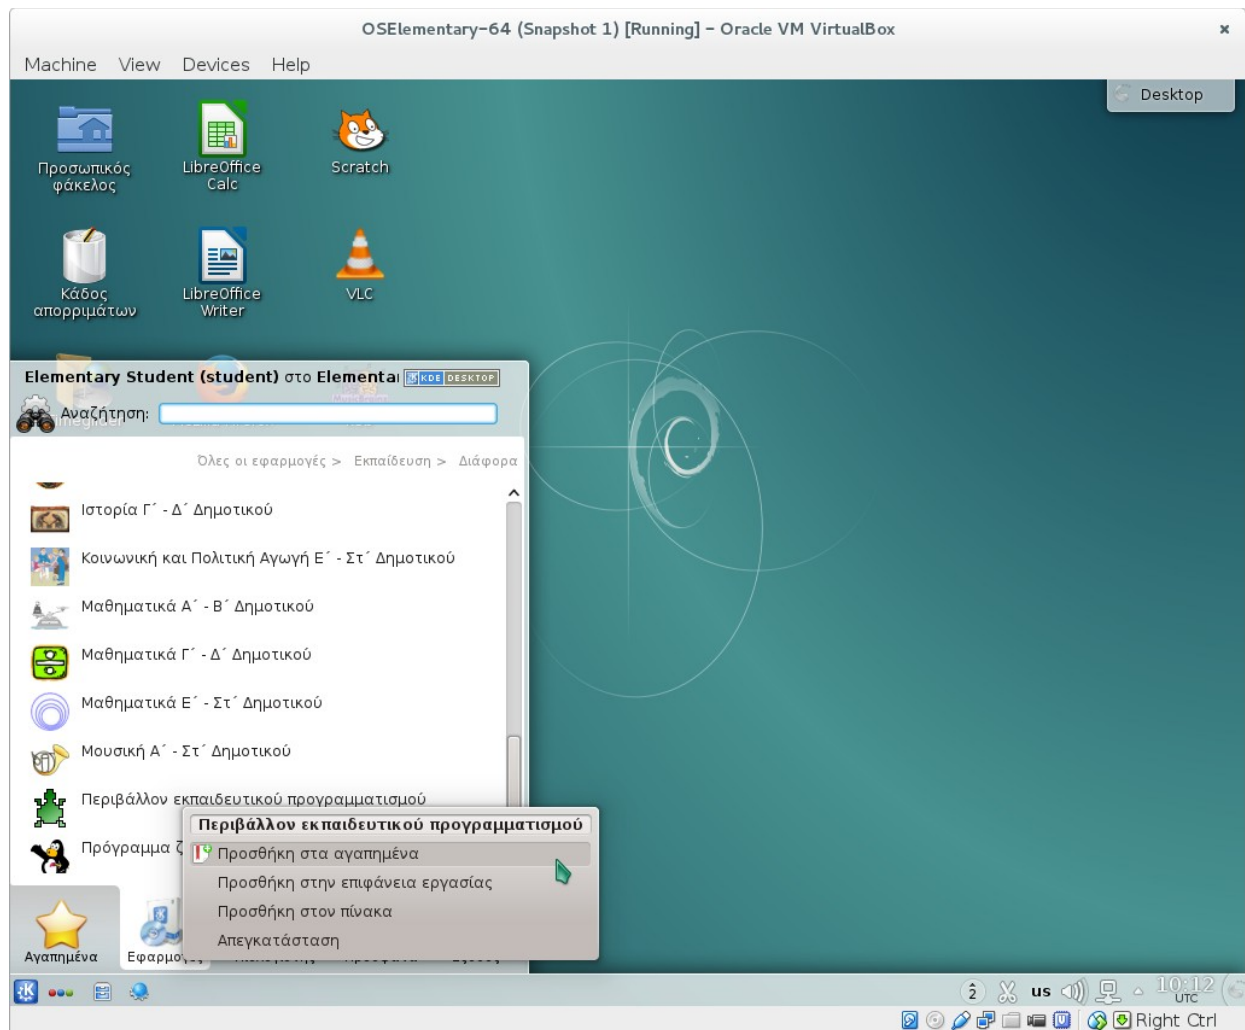 OSElementary-64 (Snapshot 1) [Running] - Oracle VM VirtualBox
Machine View Devices Help
Desktop
Προσωπικός
φάκελος
LibreOffice
Calc
Scratch
Κάδος
απορριμάτων
LibreOffice
Writer
VLC
Elementary Student (student) στο Elementa
KDE DESKTOP
Αναζήτηση:
Όλες οι εφαρμογές > Εκπαίδευση > Διάφορα
Ιστορία Γ΄ - Δ΄ Δημοτικού
Κοινωνική και Πολιτική Αγωγή Ε΄ - Στ΄ Δημοτικού
Μαθηματικά Α΄ - Β΄ Δημοτικού
Μαθηματικά Γ΄ - Δ΄ Δημοτικού
Μαθηματικά Ε΄ - Στ΄ Δημοτικού
Μουσική Α΄ - Στ΄ Δημοτικού
Περιβάλλον εκπαιδευτικού προγραμματισμού
Πρόγραμμα
Περιβάλλον εκπαιδευτικού προγραμματισμού
Προσθήκη στα αγαπημένα
Προσθήκη στην επιφάνεια εργασίας
Προσθήκη στον πίνακα
Απεγκατάσταση
Αγαπημένα
Εφαρμογές
2
us
10:12
UTC
Right Ctrl